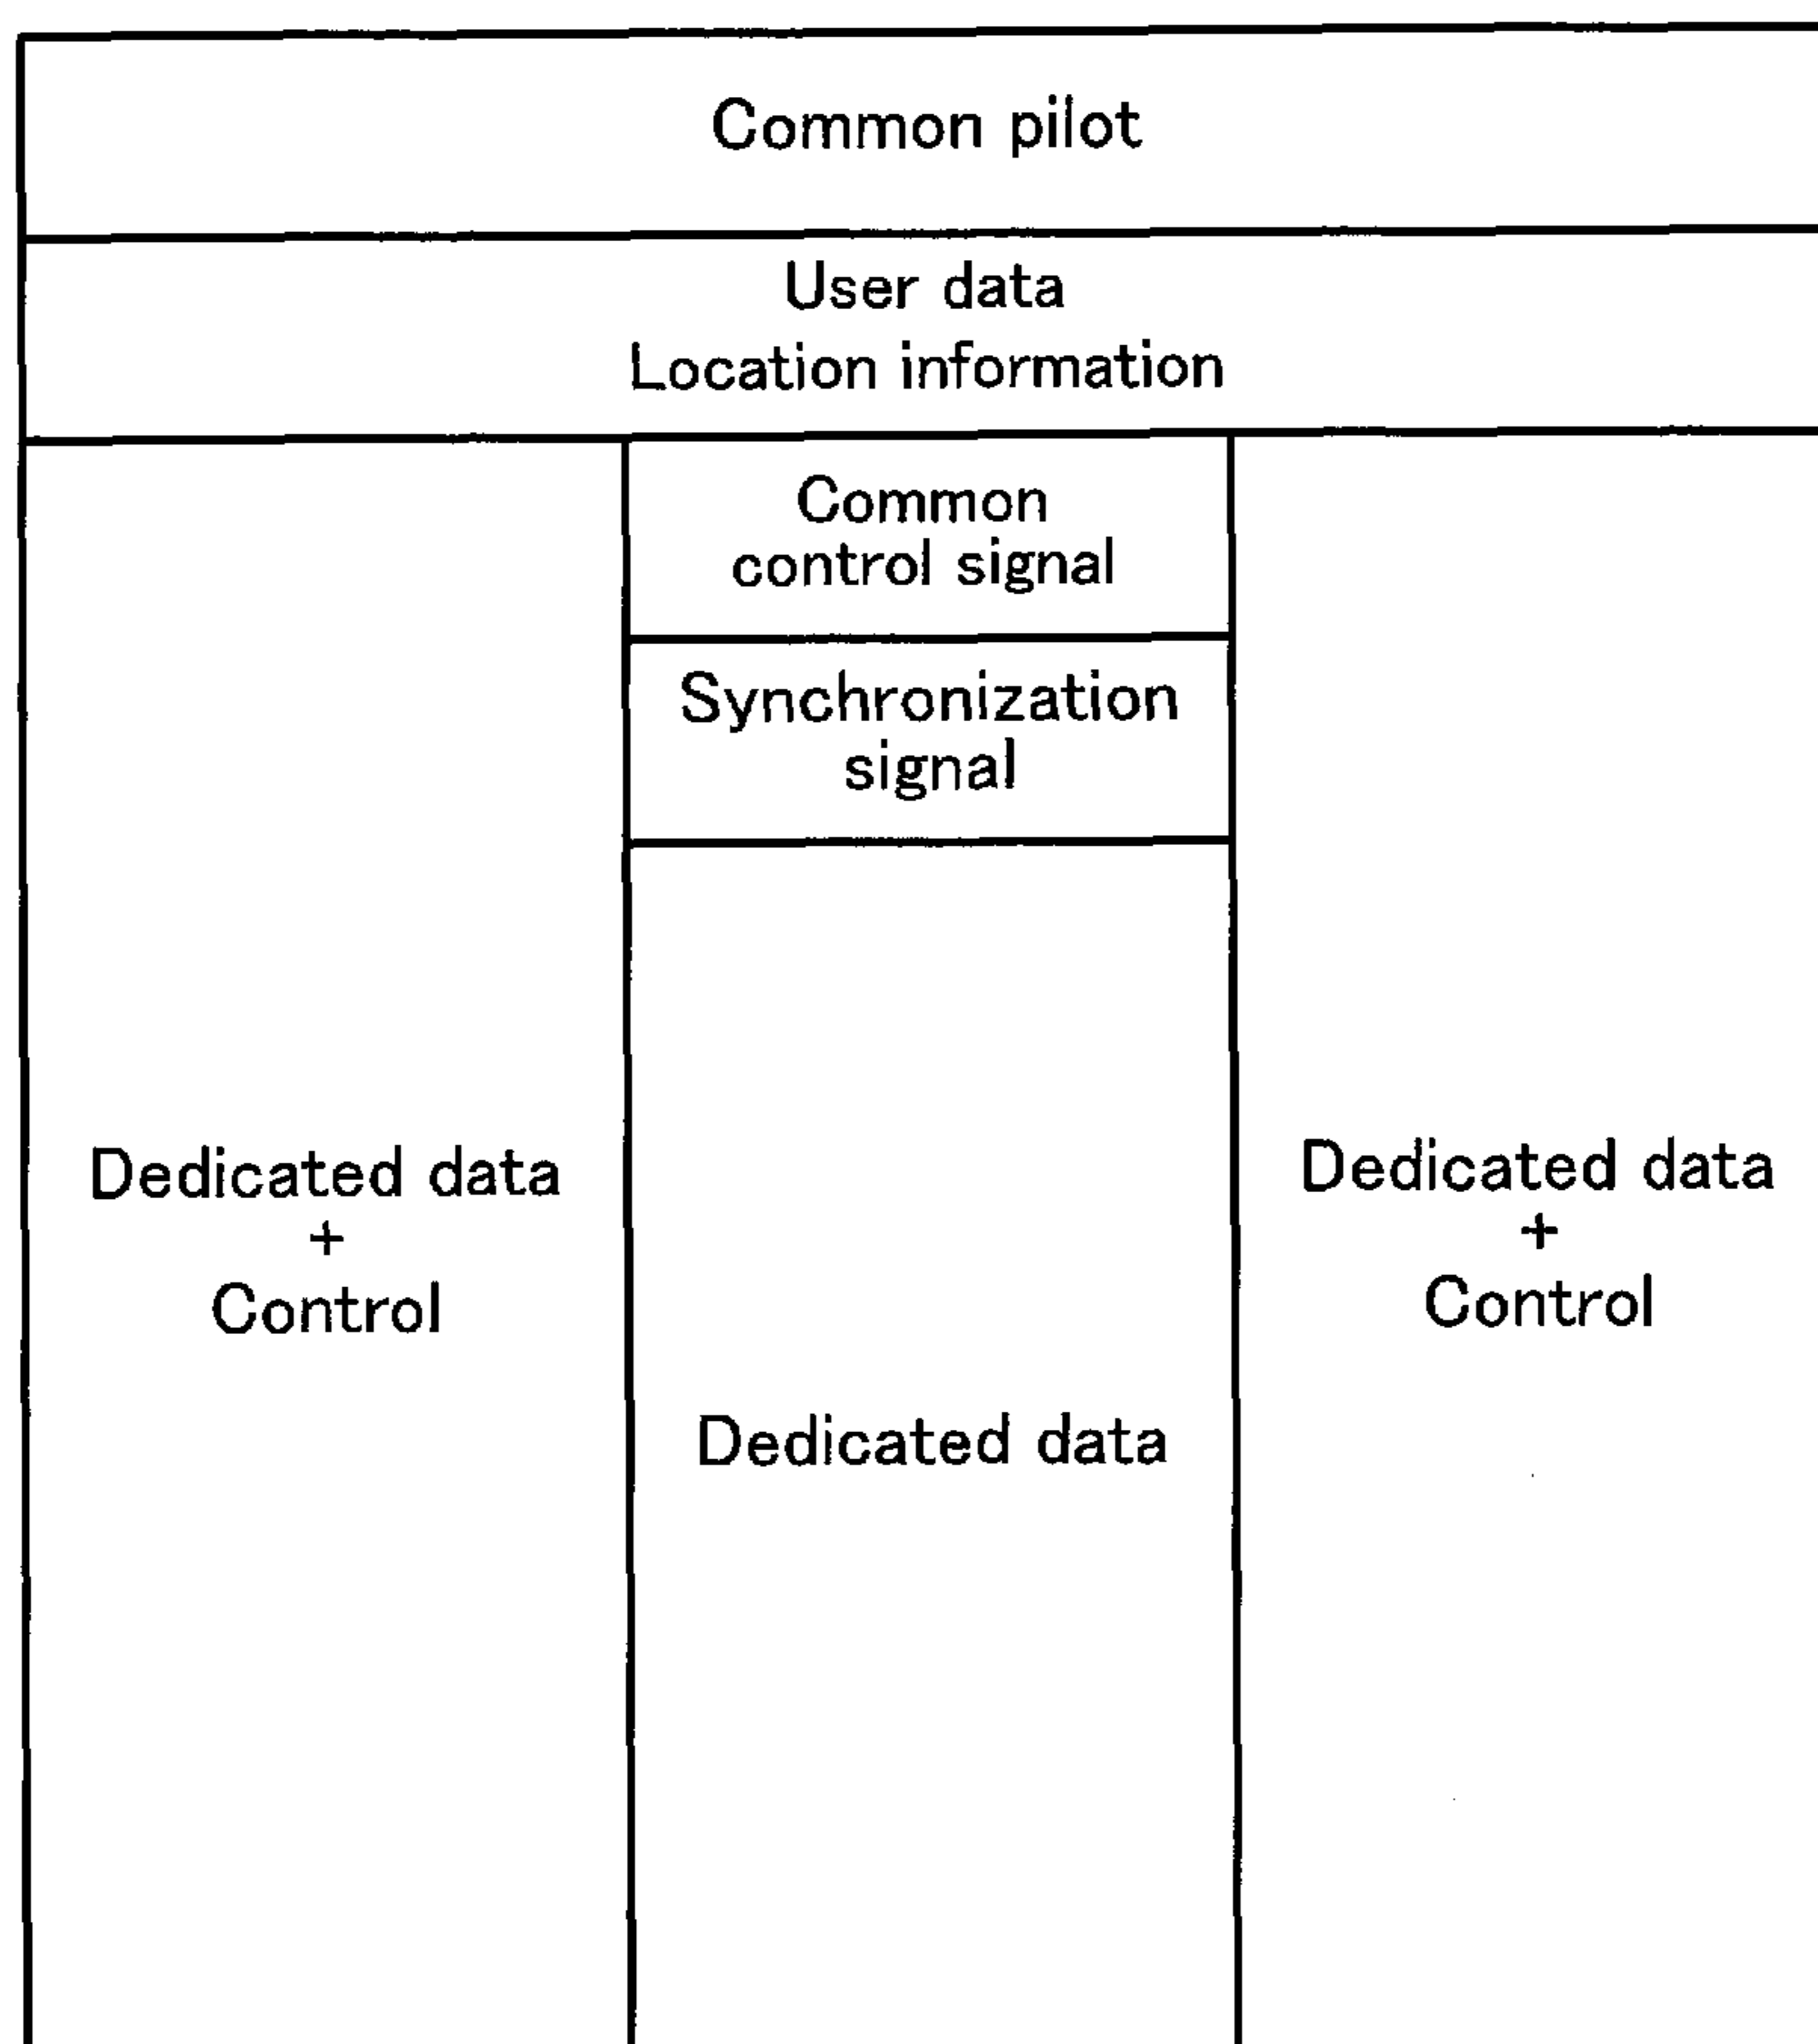 Common pilot
User data
Location information
Common
control signal
Synchronization
signal
Dedicated data
+
Control
Dedicated data
Dedicated data
+
Control